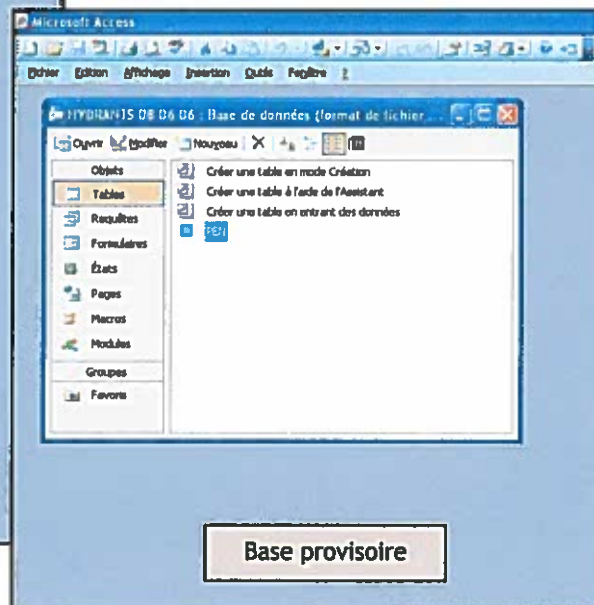 Microsoft Access
Fichier Edition Affichage Insertion Outils Fenêtre ?
HYDRANTS 08 06 06 : Base de données (format de fichier ...
Ouvrir Modifier Nouveau
Objets
Tables
Requêtes
Formulaires
États
Pages
Macros
Modules
Groupes
Favoris
Créer une table en mode Création
Créer une table à l'aide de l'Assistant
Créer une table en entrant des données
PEN
Base provisoire